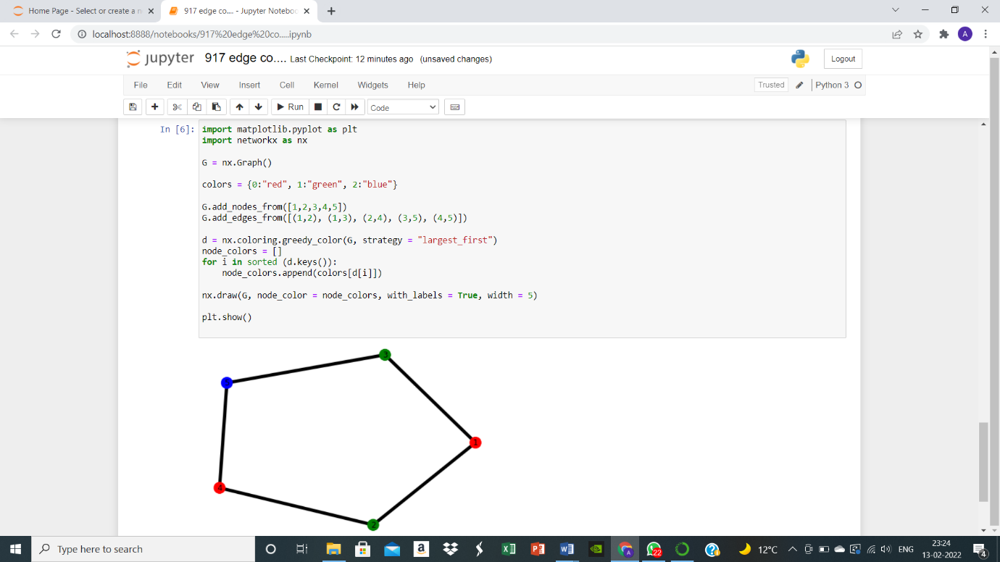 Home Page - Select or create a n
917 edge co.... - Jupyter Noteboo
localhost:8888/notebooks/917%20edge%20co.....ipynb
A
jupyter 917 edge co.... Last Checkpoint: 12 minutes ago (unsaved changes)
Logout
File Edit View Insert Cell Kernel Widgets Help
Trusted Python 3
Run Code
In [6]: import matplotlib.pyplot as plt
import networkx as nx
G = nx.Graph()
colors = {0:"red", 1:"green", 2:"blue"}
G.add_nodes_from([1,2,3,4,5])
G.add_edges_from([(1,2), (1,3), (2,4), (3,5), (4,5)])
d = nx.coloring.greedy_color(G, strategy = "largest_first")
node_colors = []
for i in sorted (d.keys()):
    node_colors.append(colors[d[i]])
nx.draw(G, node_color = node_colors, with_labels = True, width = 5)
plt.show()
3
5
1
4
2
Type here to search
a
22
12°C
ENG
23:24
13-02-2022
4